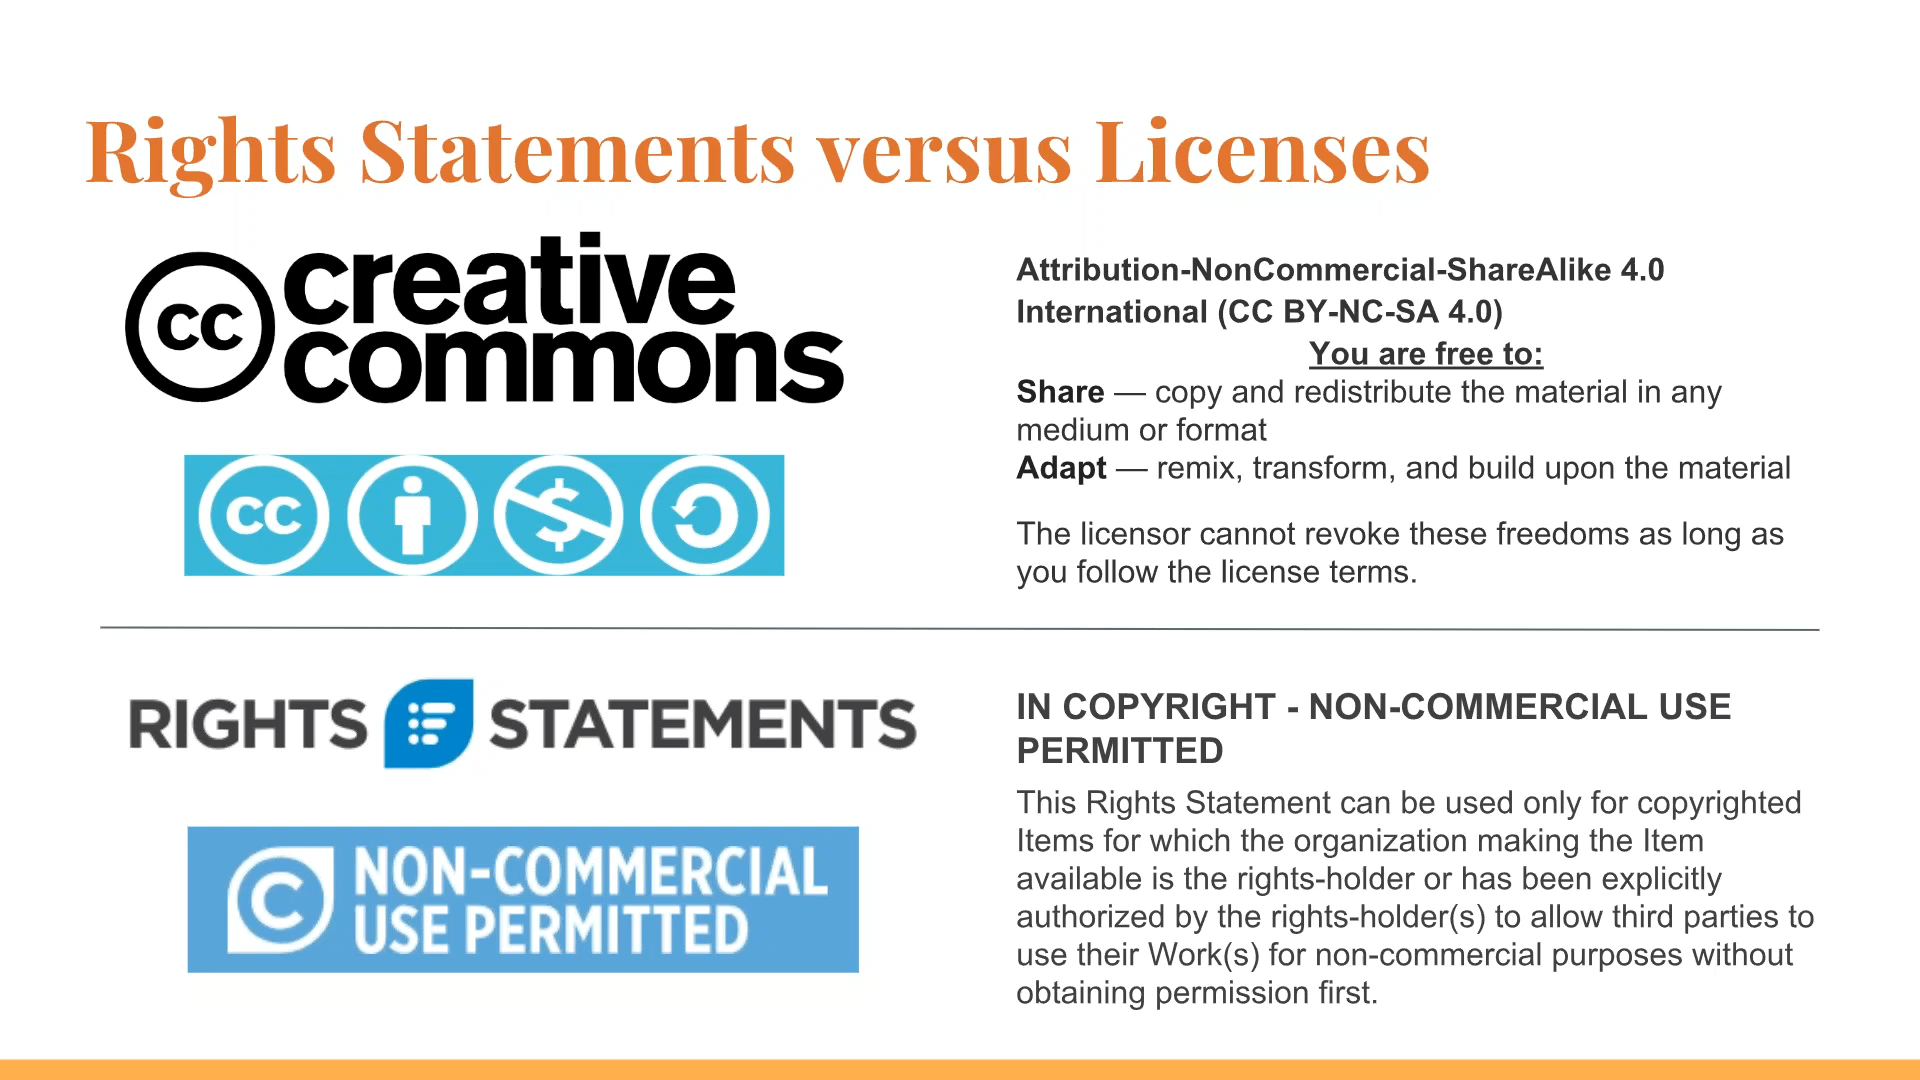 Rights Statements versus Licenses
cc creative
commons
cc $
Attribution-NonCommercial-ShareAlike 4.0
International (CC BY-NC-SA 4.0)
You are free to:
Share — copy and redistribute the material in any
medium or format
Adapt — remix, transform, and build upon the material
The licensor cannot revoke these freedoms as long as
you follow the license terms.
RIGHTS STATEMENTS
C NON-COMMERCIAL
USE PERMITTED
IN COPYRIGHT - NON-COMMERCIAL USE
PERMITTED
This Rights Statement can be used only for copyrighted
Items for which the organization making the Item
available is the rights-holder or has been explicitly
authorized by the rights-holder(s) to allow third parties to
use their Work(s) for non-commercial purposes without
obtaining permission first.